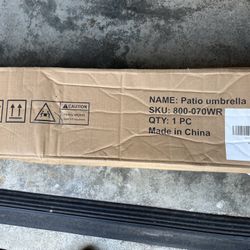 CAUTION
NAME: Patio umbrella
SKU: 800-070WR
QTY: 1 PC
Made in China